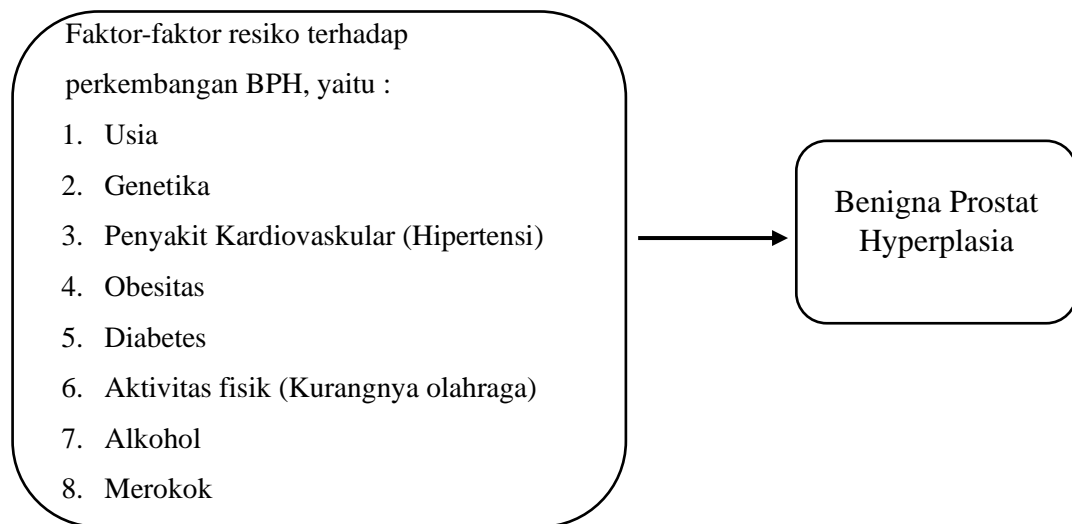 Faktor-faktor resiko terhadap
perkembangan BPH, yaitu :
1. Usia
2. Genetika
3. Penyakit Kardiovaskular (Hipertensi)
4. Obesitas
5. Diabetes
6. Aktivitas fisik (Kurangnya olahraga)
7. Alkohol
8. Merokok
Benigna Prostat
Hyperplasia